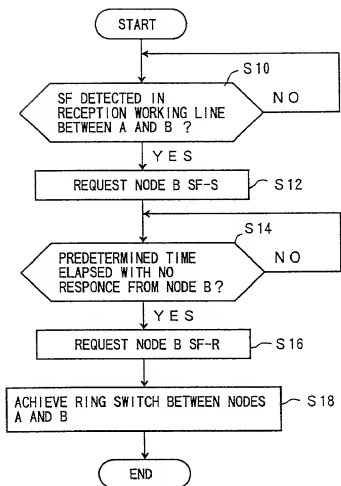 START
S10
SF DETECTED IN
RECEPTION WORKING LINE
BETWEEN A AND B ?
NO
YES
REQUEST NODE B SF-S
S12
S14
PREDETERMINED TIME
ELAPSED WITH NO
RESPONCE FROM NODE B?
NO
YES
REQUEST NODE B SF-R
S16
ACHIEVE RING SWITCH BETWEEN NODES
A AND B
S18
END